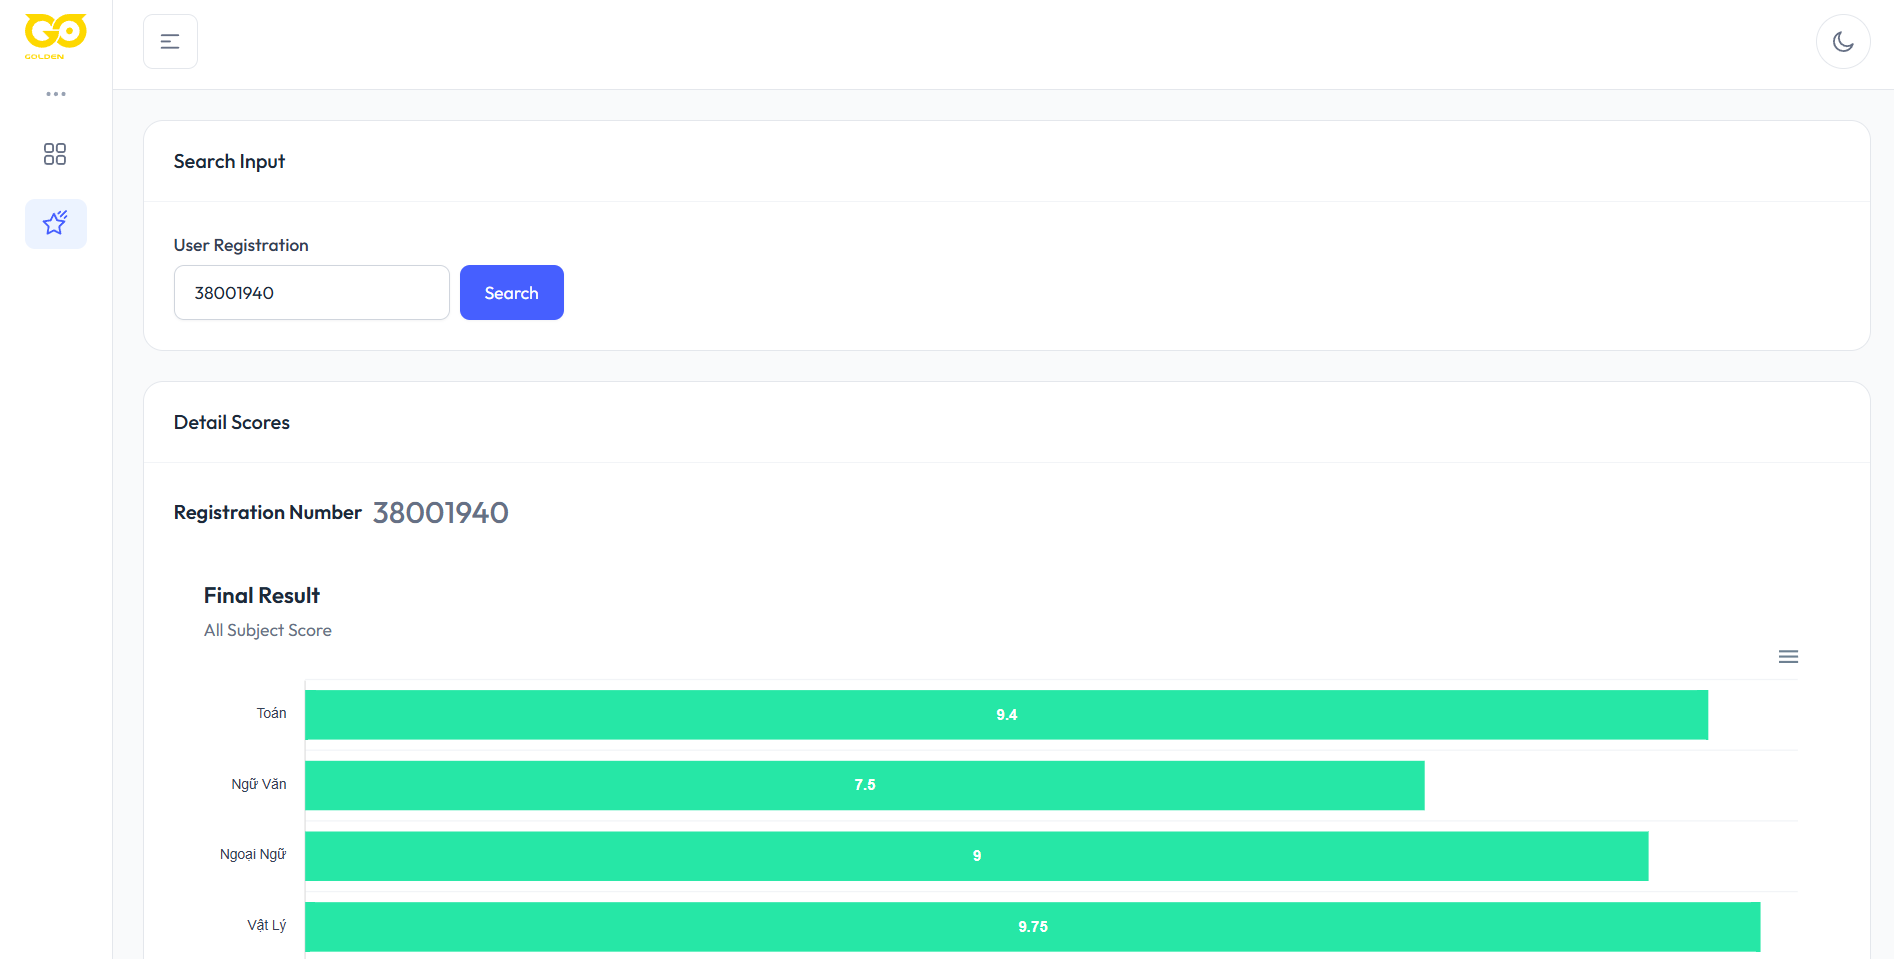 GO
GOLDEN
Search Input
User Registration
38001940
Search
Detail Scores
Registration Number 38001940
Final Result
All Subject Score
Toán 9.4
Ngữ Văn 7.5
Ngoại Ngữ 9
Vật Lý 9.75